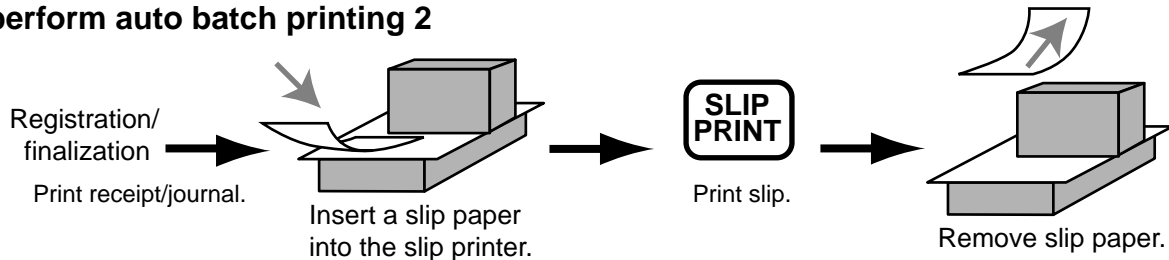 perform auto batch printing 2
Registration/
finalization
Print receipt/journal.
Insert a slip paper
into the slip printer.
SLIP
PRINT
Print slip.
Remove slip paper.